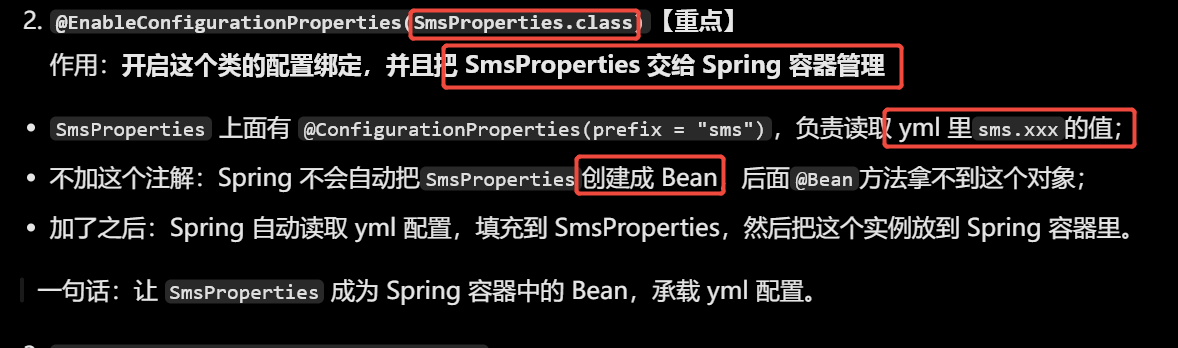 2. @EnableConfigurationProperties(SmsProperties.class)【重点】
作用：开启这个类的配置绑定，并且把 SmsProperties 交给 Spring 容器管理
• SmsProperties 上面有 @ConfigurationProperties(prefix = "sms")，负责读取 yml 里 sms.xxx 的值；
• 不加这个注解：Spring 不会自动把 SmsProperties 创建成 Bean，后面 @Bean 方法拿不到这个对象；
• 加了之后：Spring 自动读取 yml 配置，填充到 SmsProperties，然后把这个实例放到 Spring 容器里。
一句话：让 SmsProperties 成为 Spring 容器中的 Bean，承载 yml 配置。